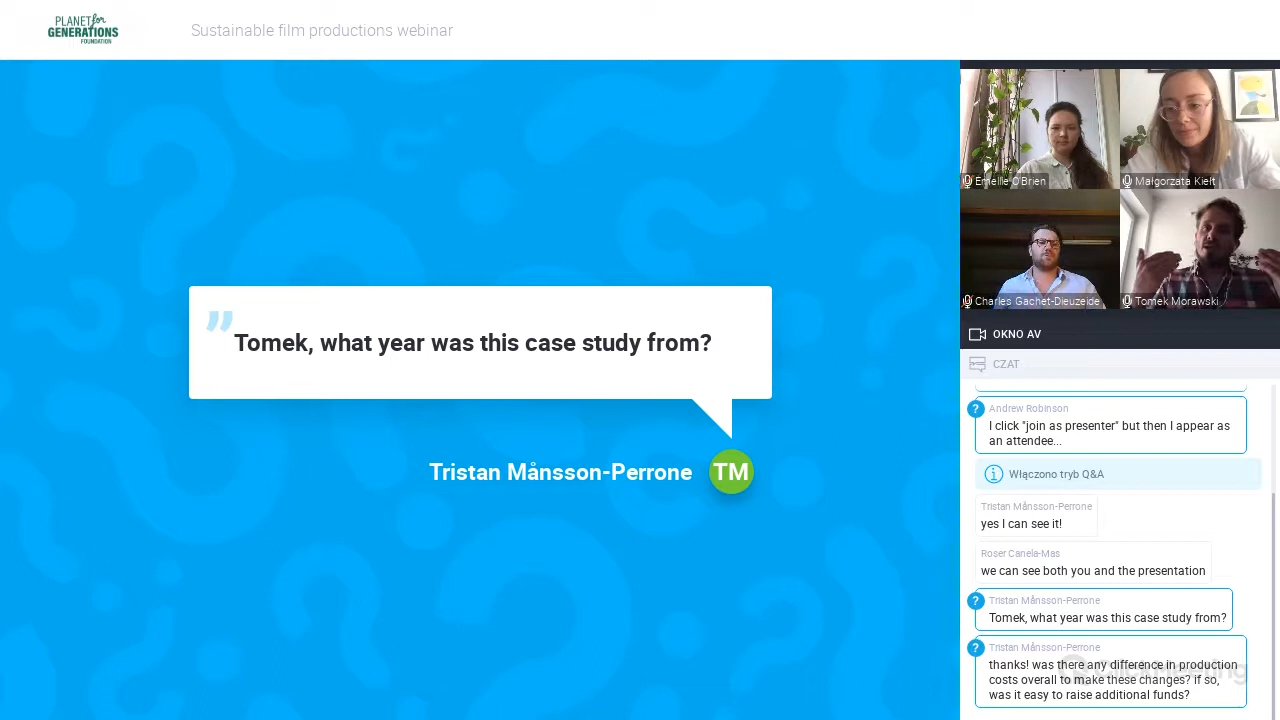 PLANET for
GENERATIONS
FOUNDATION
Sustainable film productions webinar
"Tomek, what year was this case study from?
Tristan Månsson-Perrone TM
Emellie O'Brien
Małgorzata Kiełt
Charles Gachet-Dieuzeide
Tomek Morawski
OKNO AV
CZAT
? Andrew Robinson
I click "join as presenter" but then I appear as
an attendee...
i Włączono tryb Q&A
Tristan Månsson-Perrone
yes I can see it!
Roser Canela-Mas
we can see both you and the presentation
? Tristan Månsson-Perrone
Tomek, what year was this case study from?
? Tristan Månsson-Perrone
thanks! was there any difference in production
costs overall to make these changes? if so,
was it easy to raise additional funds?